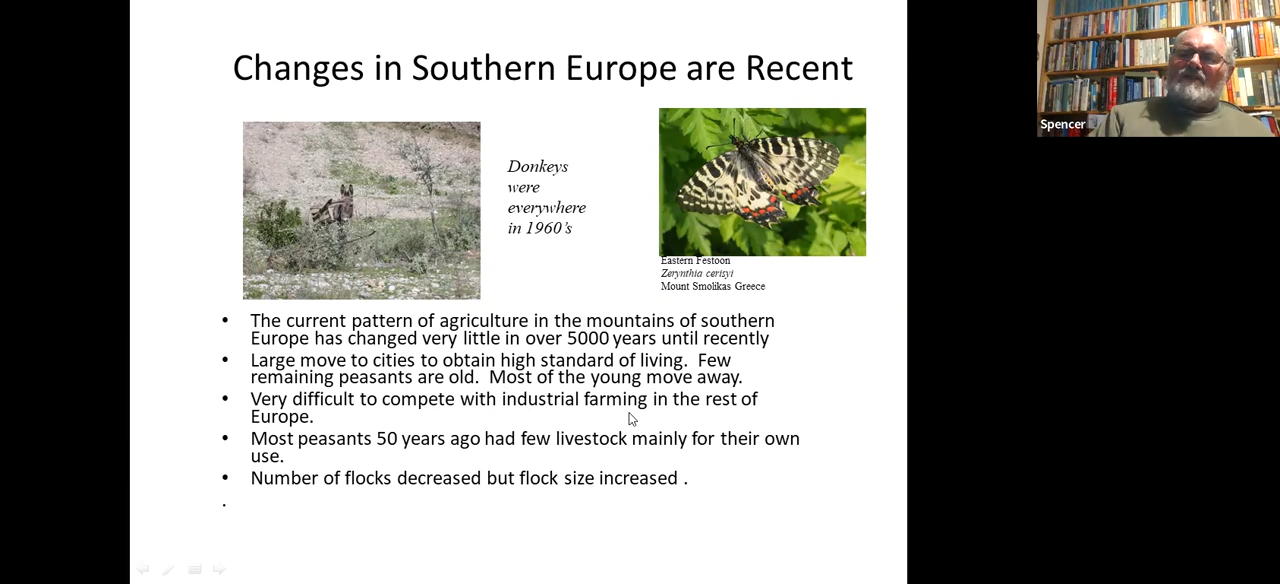 Changes in Southern Europe are Recent
Spencer
Donkeys
were
everywhere
in 1960's
Eastern Festoon
Zerynthia cerisyi
Mount Smolikas Greece
• The current pattern of agriculture in the mountains of southern
Europe has changed very little in over 5000 years until recently
• Large move to cities to obtain high standard of living. Few
remaining peasants are old. Most of the young move away.
• Very difficult to compete with industrial farming in the rest of
Europe.
• Most peasants 50 years ago had few livestock mainly for their own
use.
• Number of flocks decreased but flock size increased .
.